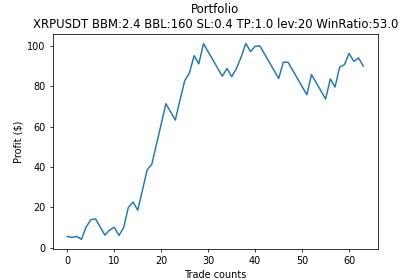 Portfolio
XRPUSDT BBM:2.4 BBL:160 SL:0.4 TP:1.0 lev:20 WinRatio:53.0
100
80
60
40
20
0
Profit ($)
0 10 20 30 40 50 60
Trade counts